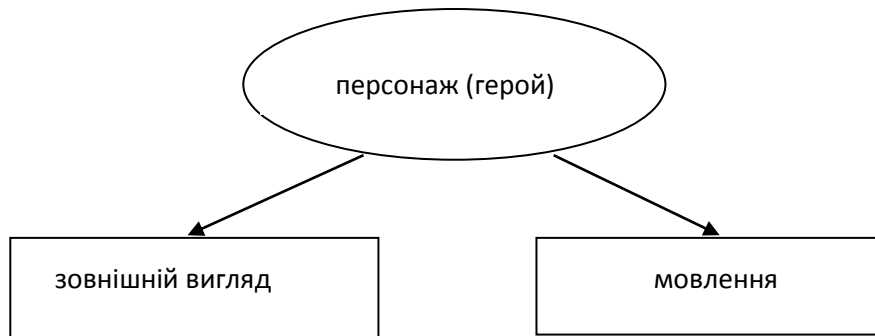 персонаж (герой)
зовнішній вигляд
мовлення